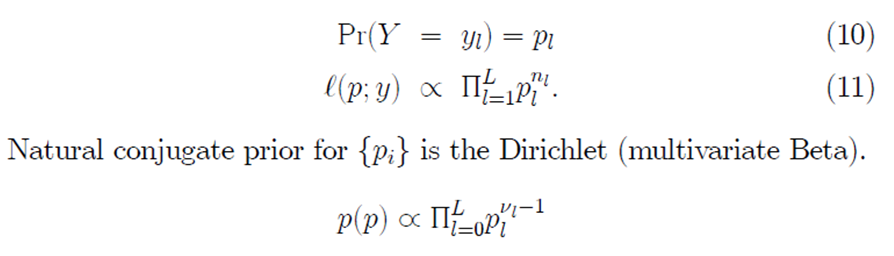 Pr(Y = y_l) = p_l (10)
ℓ(p; y) ∝ Π_{l=1}^L p_l^{n_l}. (11)
Natural conjugate prior for {p_i} is the Dirichlet (multivariate Beta).
p(p) ∝ Π_{l=0}^L p_l^{ν_l−1}